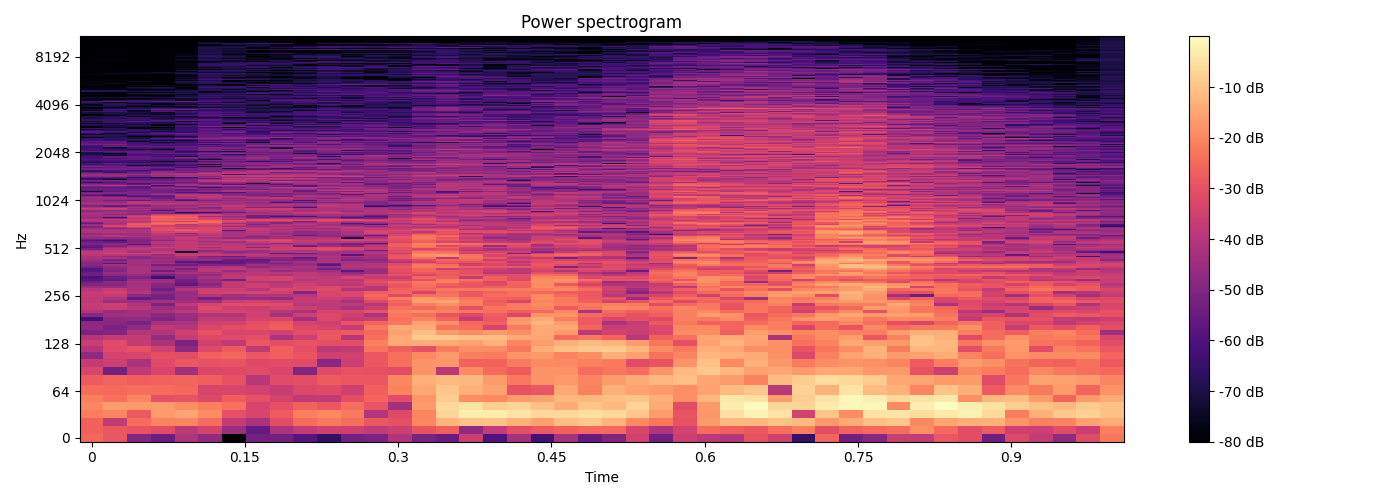 Power spectrogram
Hz
8192
4096
2048
1024
512
256
128
64
0
0 0.15 0.3 0.45 0.6 0.75 0.9
Time
-10 dB
-20 dB
-30 dB
-40 dB
-50 dB
-60 dB
-70 dB
-80 dB